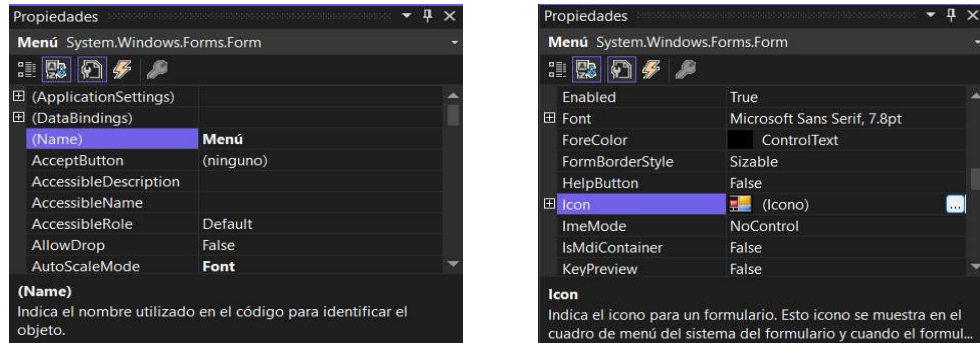 Propiedades
Menú System.Windows.Forms.Form
(ApplicationSettings)
(DataBindings)
(Name) Menú
AcceptButton (ninguno)
AccessibleDescription
AccessibleName
AccessibleRole Default
AllowDrop False
AutoScaleMode Font
(Name)
Indica el nombre utilizado en el código para identificar el
objeto.
Propiedades
Menú System.Windows.Forms.Form
Enabled True
Font Microsoft Sans Serif, 7.8pt
ForeColor ControlText
FormBorderStyle Sizable
HelpButton False
Icon (Icono) ...
ImeMode NoControl
IsMdiContainer False
KeyPreview False
Icon
Indica el icono para un formulario. Esto icono se muestra en el
cuadro de menú del sistema del formulario y cuando el formul...